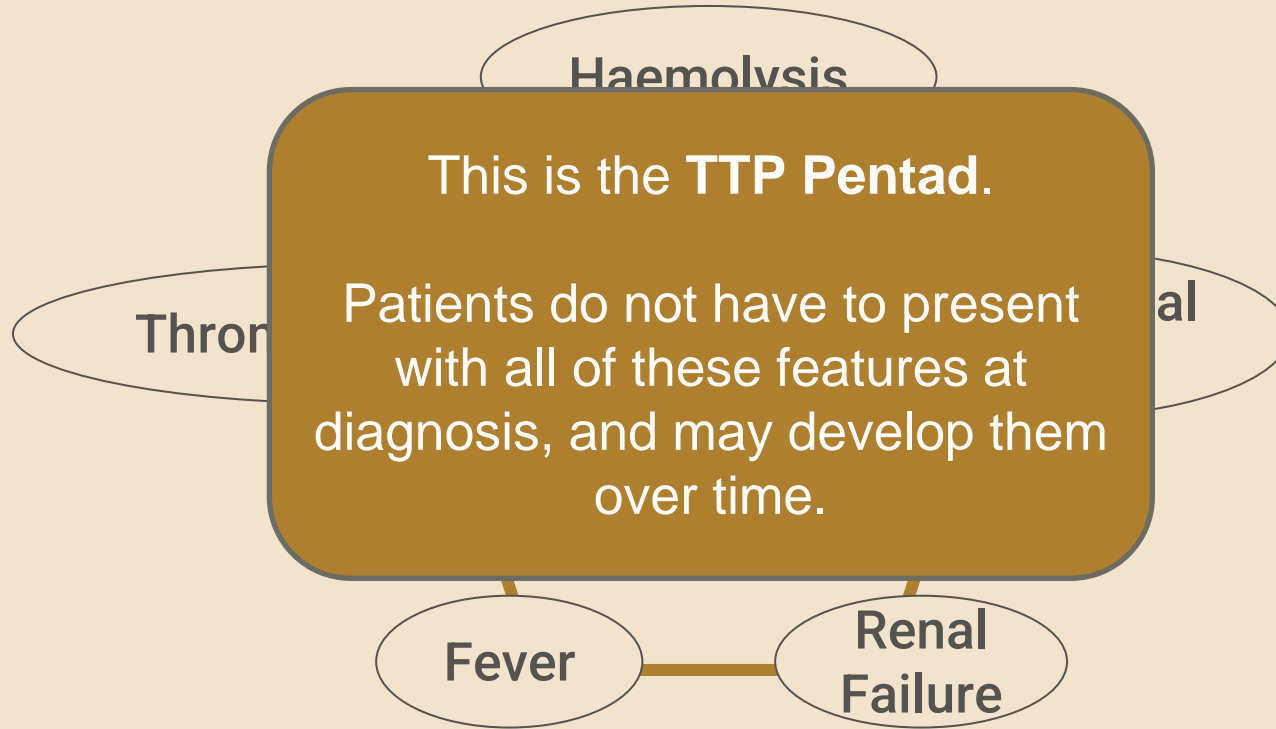 Haemolysis
This is the TTP Pentad.
Patients do not have to present
with all of these features at
diagnosis, and may develop them
over time.
Fever
Renal
Failure